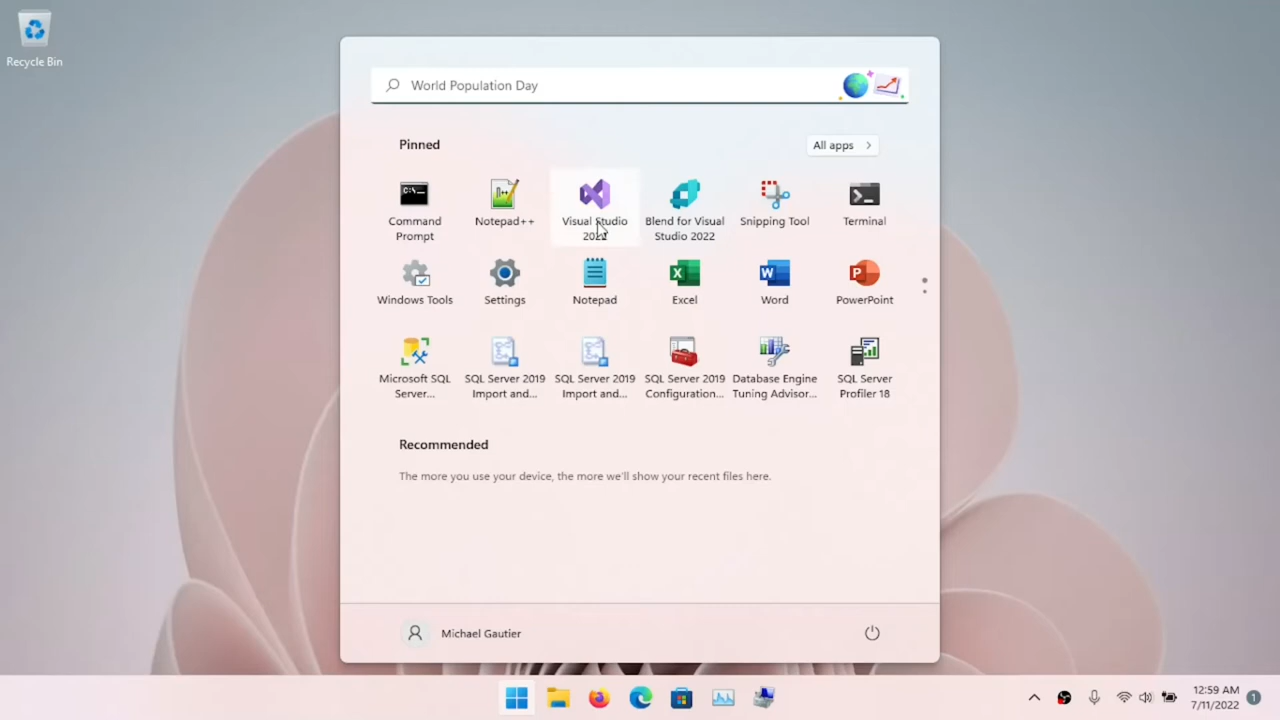 Recycle Bin
World Population Day
Pinned
All apps
Command
Prompt
Notepad++
Visual Studio
2022
Blend for Visual
Studio 2022
Snipping Tool
Terminal
Windows Tools
Settings
Notepad
Excel
Word
PowerPoint
Microsoft SQL
Server...
SQL Server 2019
Import and...
SQL Server 2019
Import and...
SQL Server 2019
Configuration...
Database Engine
Tuning Advisor...
SQL Server
Profiler 18
Recommended
The more you use your device, the more we'll show your recent files here.
Michael Gautier
12:59 AM
7/11/2022
1